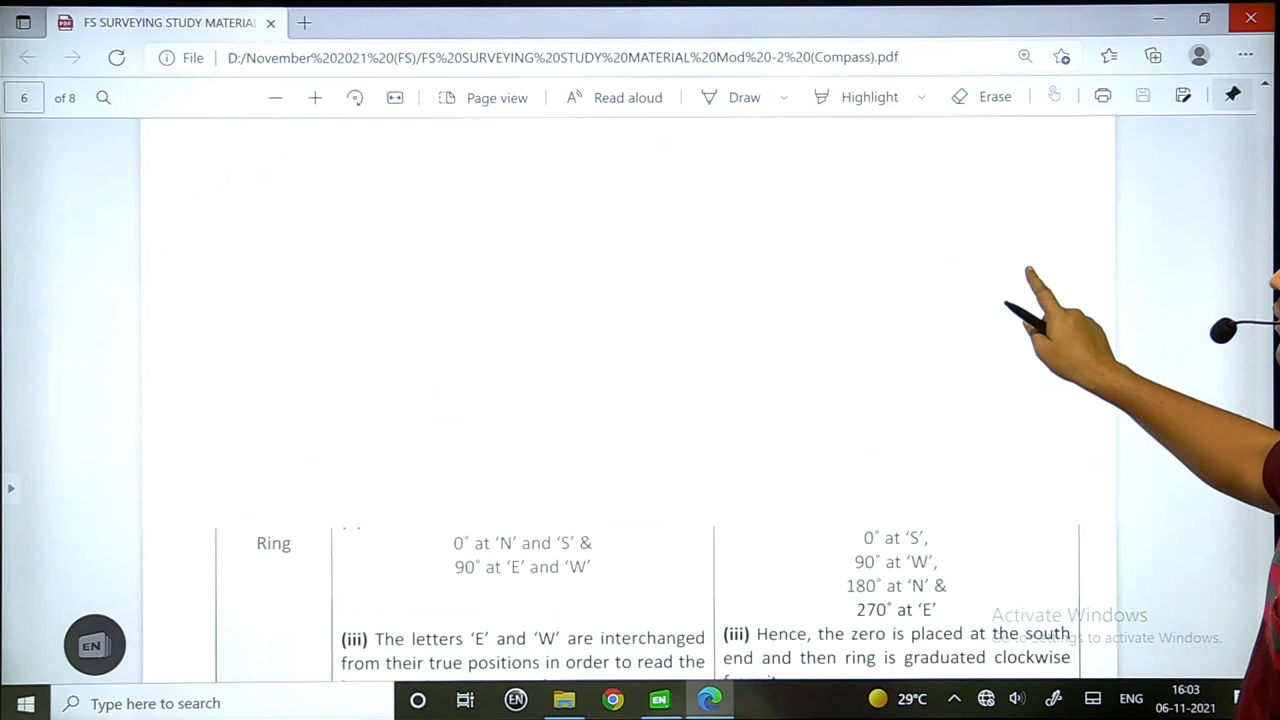 FS SURVEYING STUDY MATERIAL
File
D:/November%202021%20(FS)/FS%20SURVEYING%20STUDY%20MATERIAL%20Mod%20-2%20(Compass).pdf
6 of 8
Page view
Read aloud
Draw
Highlight
Erase
Ring
0° at ‘N’ and ‘S’ &
90° at ‘E’ and ‘W’
(iii) The letters ‘E’ and ‘W’ are interchanged
from their true positions in order to read the
0° at ‘S’,
90° at ‘W’,
180° at ‘N’ &
270° at ‘E’
(iii) Hence, the zero is placed at the south
end and then ring is graduated clockwise
Activate Windows
Go to Settings to activate Windows.
EN
Type here to search
EN
EN
29°C
ENG
16:03
06-11-2021